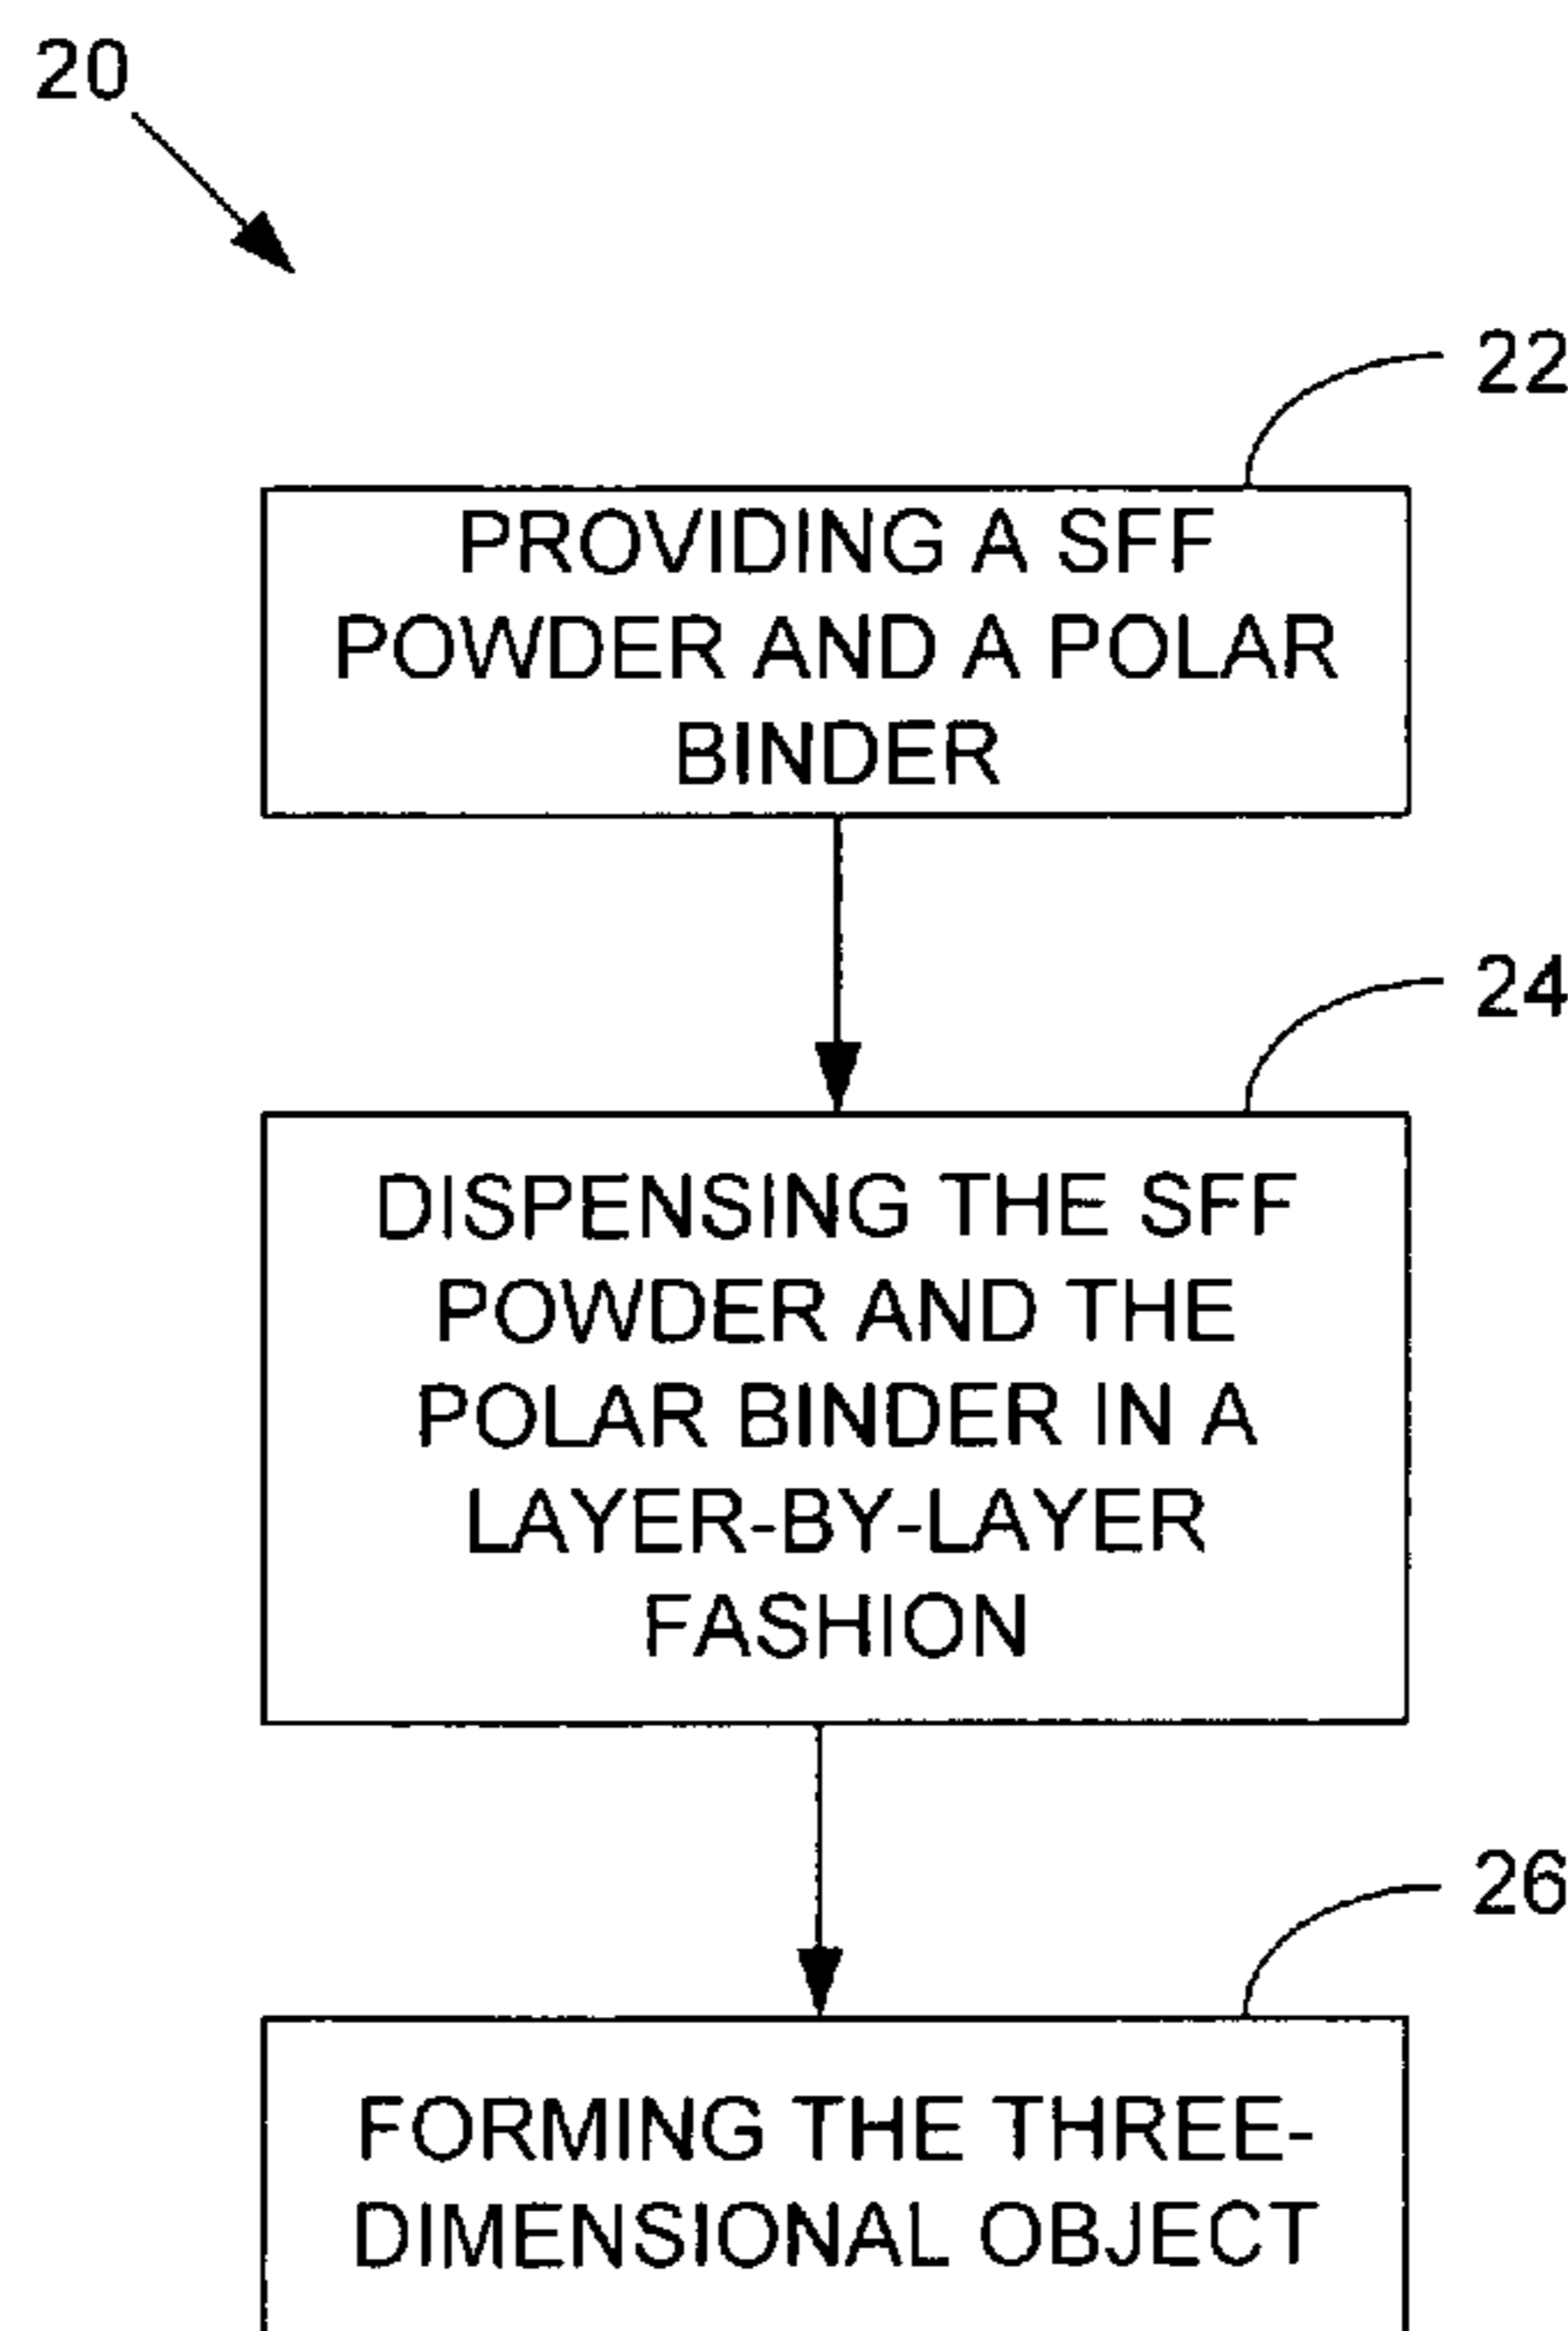 20
22
PROVIDING A SFF
POWDER AND A POLAR
BINDER
24
DISPENSING THE SFF
POWDER AND THE
POLAR BINDER IN A
LAYER-BY-LAYER
FASHION
26
FORMING THE THREE-
DIMENSIONAL OBJECT